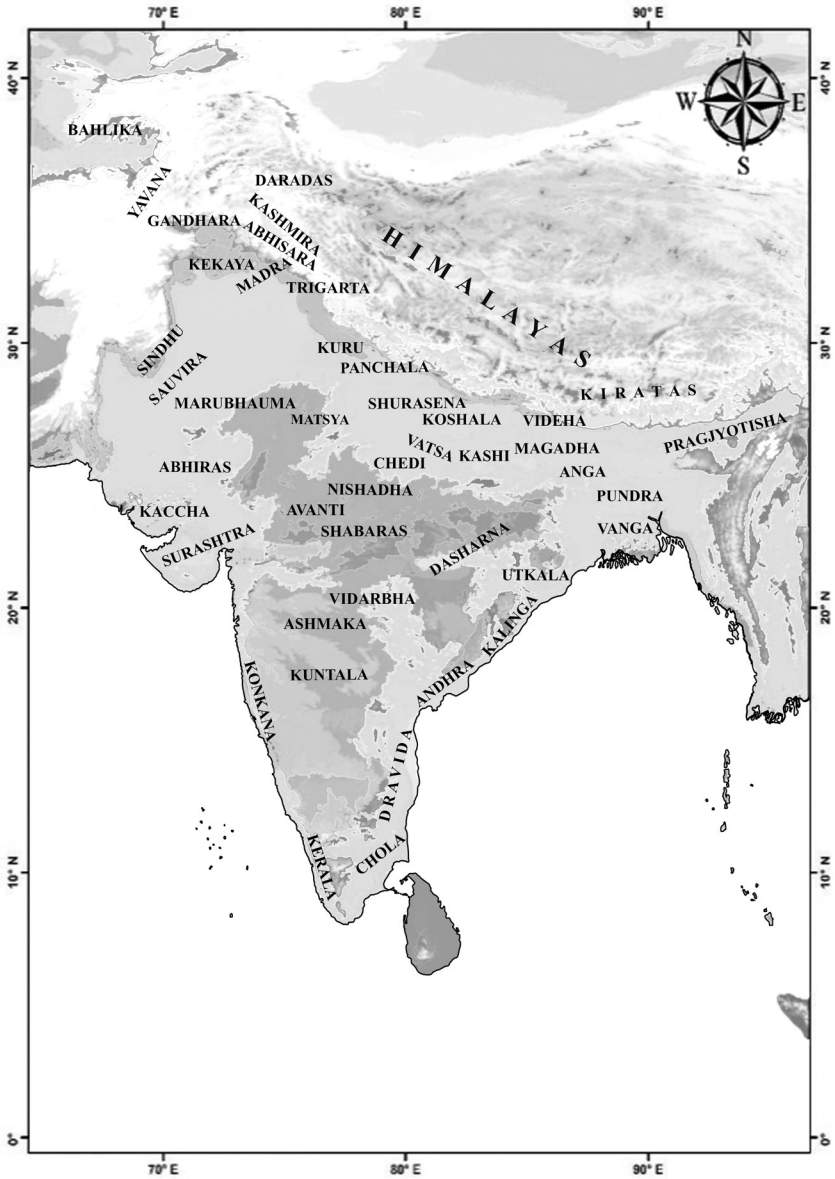 70° E 80° E 90° E
40° N
40° N
N
W E
S
BAHLIKA
YAVANA
DARADAS
GANDHARA
KASHMIRA
ABHISARA
HIMALAYAS
KEKAYA
MADRA
TRIGARTA
30° N
30° N
SINDHU
SAUVIRA
KURU
PANCHALA
KIRATAS
MARUBHAUMA
SHURASENA
MATSYA
KOSHALA
VIDEHA
PRAGJYOTISHA
VATSA
KASHI
MAGADHA
ABHIRAS
CHEDI
ANGA
NISHADHA
PUNDRA
KACCHA
AVANTI
SHABARAS
VANGA
SURASHTRA
DASHARNA
UTKALA
20° N
20° N
VIDARBHA
ASHMAKA
KALINGA
KUNTALA
ANDHRA
KONKANA
DRAVIDA
KERALA
CHOLA
10° N
10° N
0°
0°
70° E 80° E 90° E